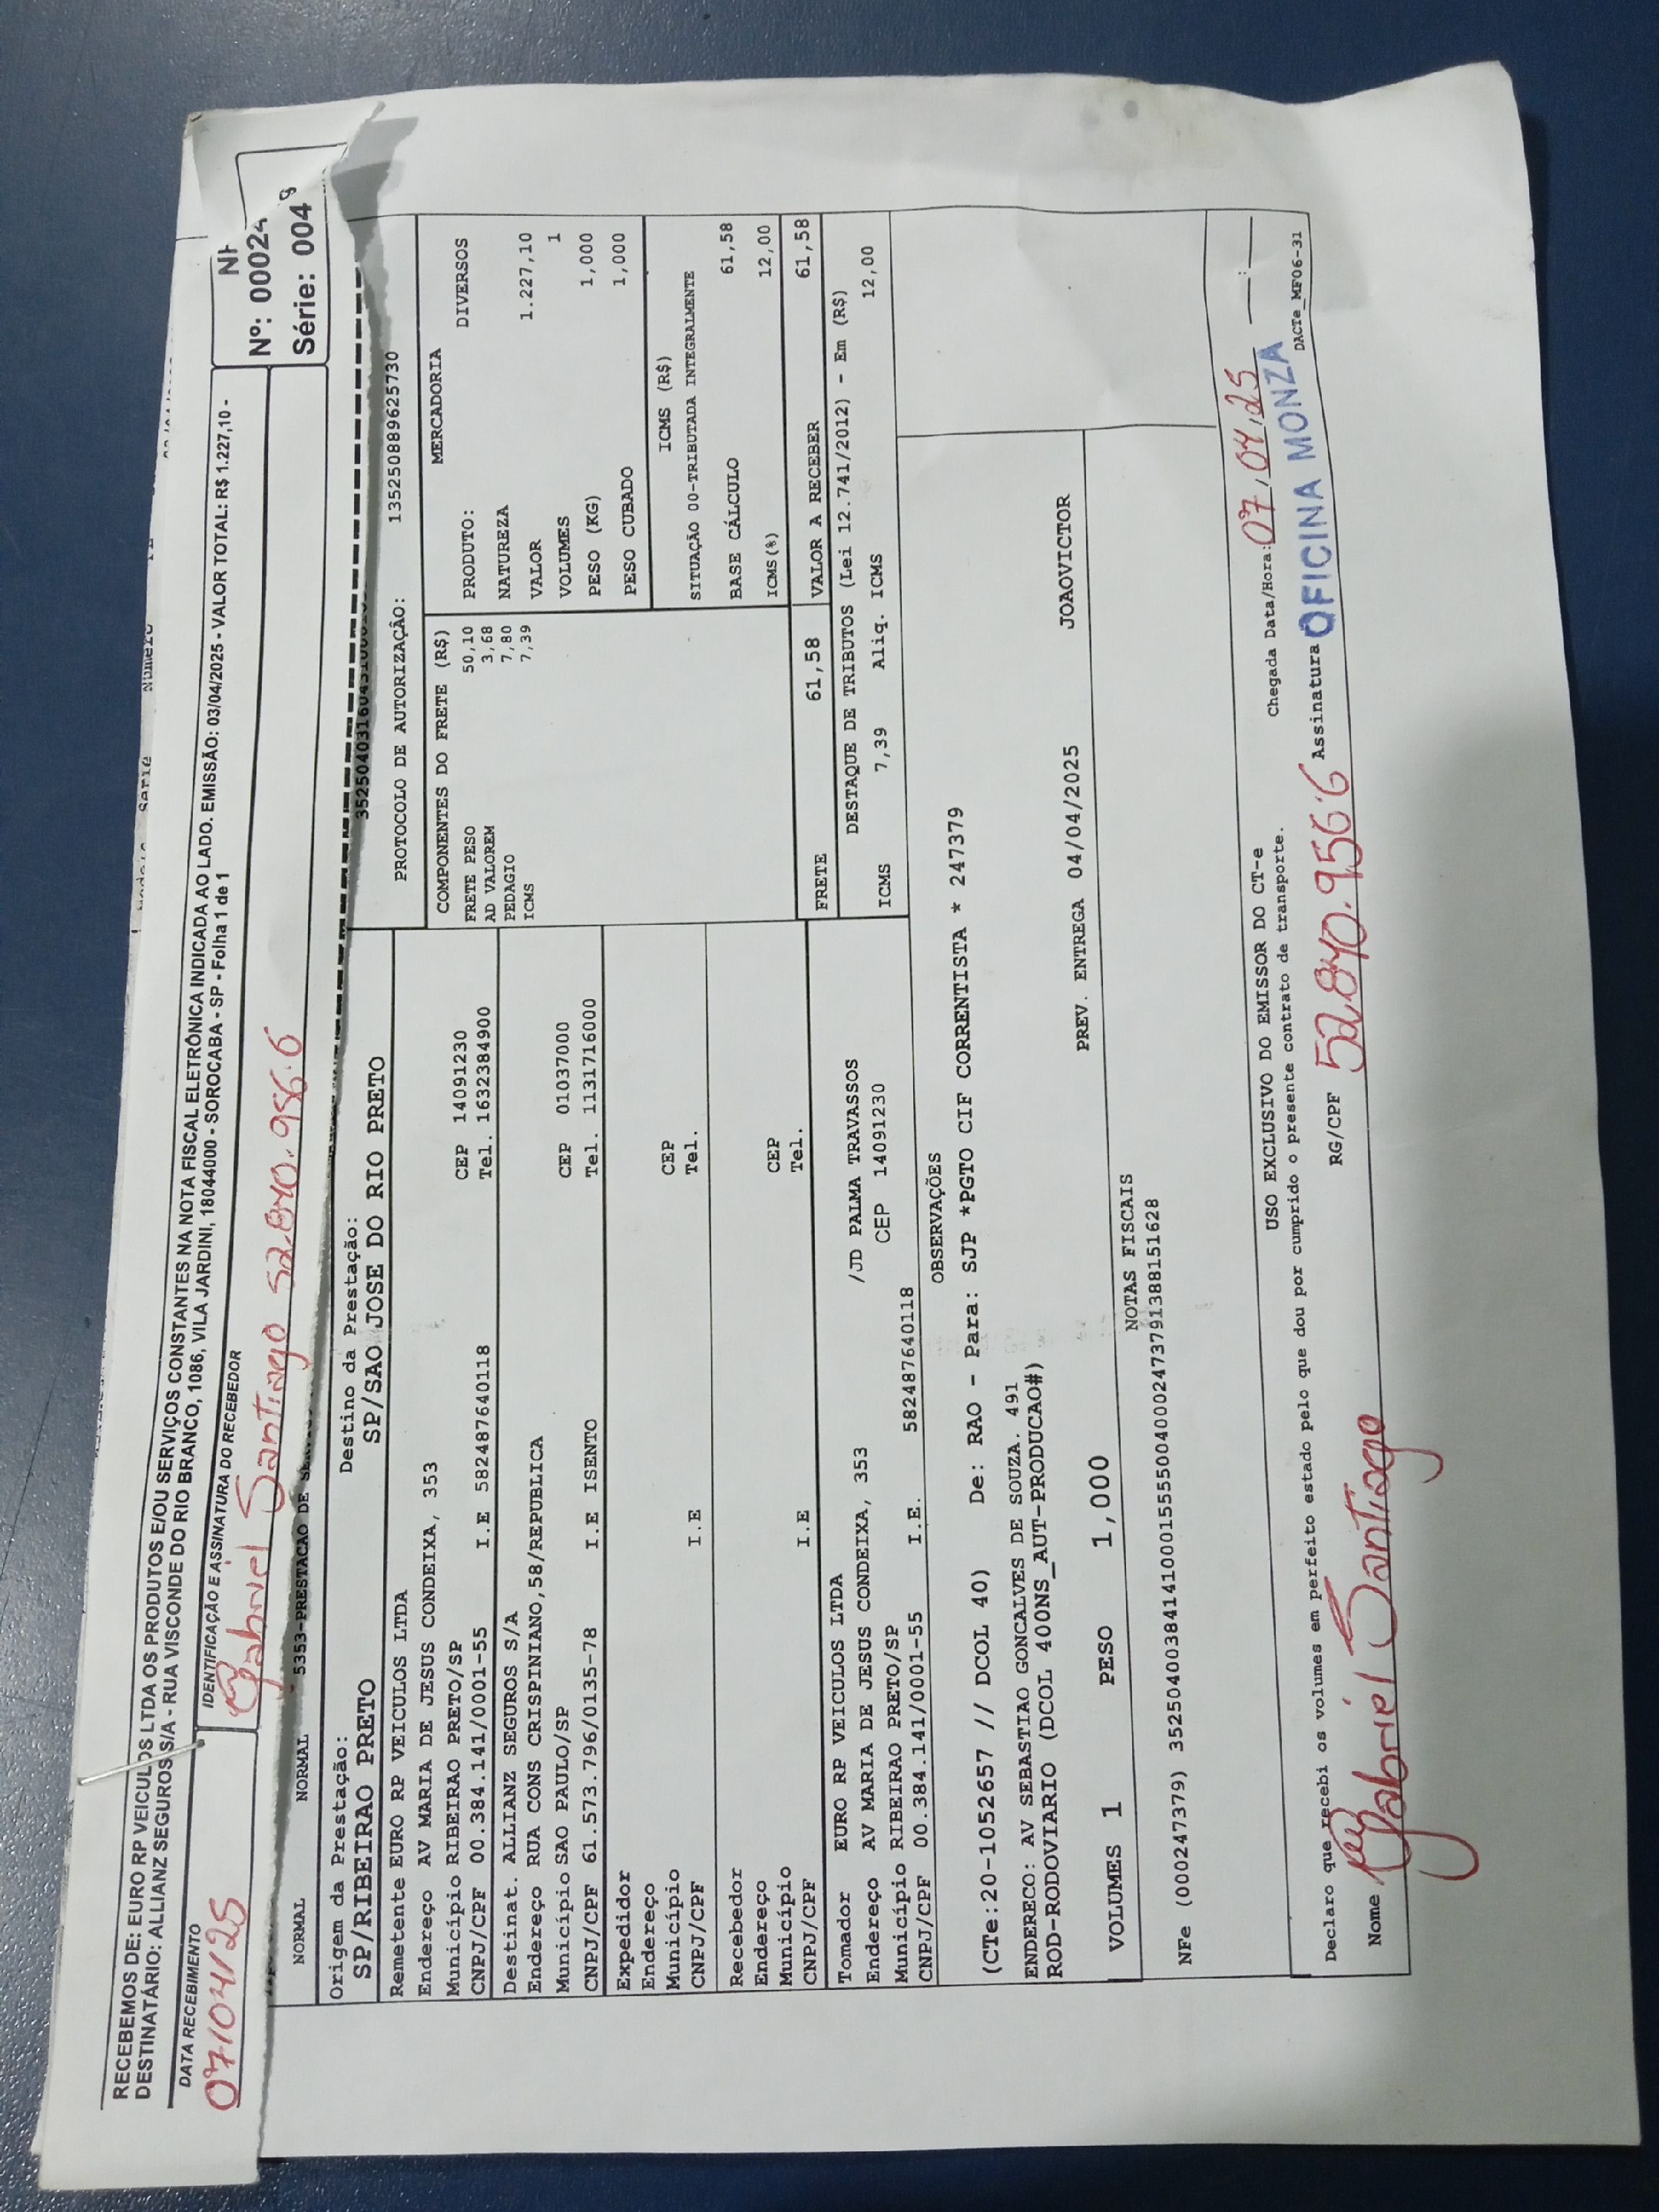 RECEBEMOS DE: EURO RP VEICULOS LTDA OS PRODUTOS E/OU SERVIÇOS CONSTANTES NA NOTA FISCAL ELETRÔNICA INDICADA AO LADO. EMISSÃO: 03/04/2025 - VALOR TOTAL: R$ 1.227,10 -
DESTINATÁRIO: ALLIANZ SEGUROS S/A - RUA VISCONDE DO RIO BRANCO, 1086, VILA JARDINI, 18044000 - SOROCABA - SP - Folha 1 de 1
DATA RECEBIMENTO
07/04/25
IDENTIFICAÇÃO E ASSINATURA DO RECEBEDOR
Gabriel Santiago 52.840.956.6
Nº: 00024
Série: 004
NORMAL NORMAL 5353-PRESTACAO DE
Origem da Prestação:
SP/RIBEIRAO PRETO
Destino da Prestação:
SP/SAO JOSE DO RIO PRETO
PROTOCOLO DE AUTORIZAÇÃO: 135250889625730
Remetente EURO RP VEICULOS LTDA
Endereço AV MARIA DE JESUS CONDEIXA, 353
Município RIBEIRAO PRETO/SP CEP 14091230
CNPJ/CPF 00.384.141/0001-55 I.E 582487640118 Tel. 1632384900
Destinat. ALLIANZ SEGUROS S/A
Endereço RUA CONS CRISPINIANO,58/REPUBLICA
Município SAO PAULO/SP CEP 01037000
CNPJ/CPF 61.573.796/0135-78 I.E ISENTO Tel. 1131716000
Expedidor
Endereço
Município CEP
CNPJ/CPF I.E Tel.
Recebedor
Endereço
Município CEP
CNPJ/CPF I.E Tel.
Tomador EURO RP VEICULOS LTDA
Endereço AV MARIA DE JESUS CONDEIXA, 353 /JD PALMA TRAVASSOS
Município RIBEIRAO PRETO/SP CEP 14091230
CNPJ/CPF 00.384.141/0001-55 I.E. 582487640118
COMPONENTES DO FRETE (R$)
FRETE PESO 50,10
AD VALOREM 3,68
PEDAGIO 7,80
ICMS 7,39
MERCADORIA
PRODUTO: DIVERSOS
NATUREZA
VALOR 1.227,10
VOLUMES 1
PESO (KG) 1,000
PESO CUBADO 1,000
ICMS (R$)
SITUAÇÃO 00-TRIBUTADA INTEGRALMENTE
BASE CÁLCULO 61,58
ICMS(%) 12,00
FRETE 61,58 VALOR A RECEBER 61,58
DESTAQUE DE TRIBUTOS (Lei 12.741/2012) - Em (R$)
ICMS 7,39 Aliq. ICMS 12,00
OBSERVAÇÕES
(CTe:20-1052657 // DCOL 40) De: RAO - Para: SJP *PGTO CIF CORRENTISTA * 247379
ENDERECO: AV SEBASTIAO GONCALVES DE SOUZA. 491
ROD-RODOVIARIO (DCOL 400NS_AUT-PRODUCAO#)
PREV. ENTREGA 04/04/2025 JOAOVICTOR
VOLUMES 1 PESO 1,000
NOTAS FISCAIS
NFe (000247379) 35250400384141000155550040002473791388151628
USO EXCLUSIVO DO EMISSOR DO CT-e
Declaro que recebi os volumes em perfeito estado pelo que dou por cumprido o presente contrato de transporte.
Chegada Data/Hora: 07/04/25
Nome Gabriel Santiago RG/CPF 52.840.956.6 Assinatura OFICINA MONZA
DACTe_MF06-31